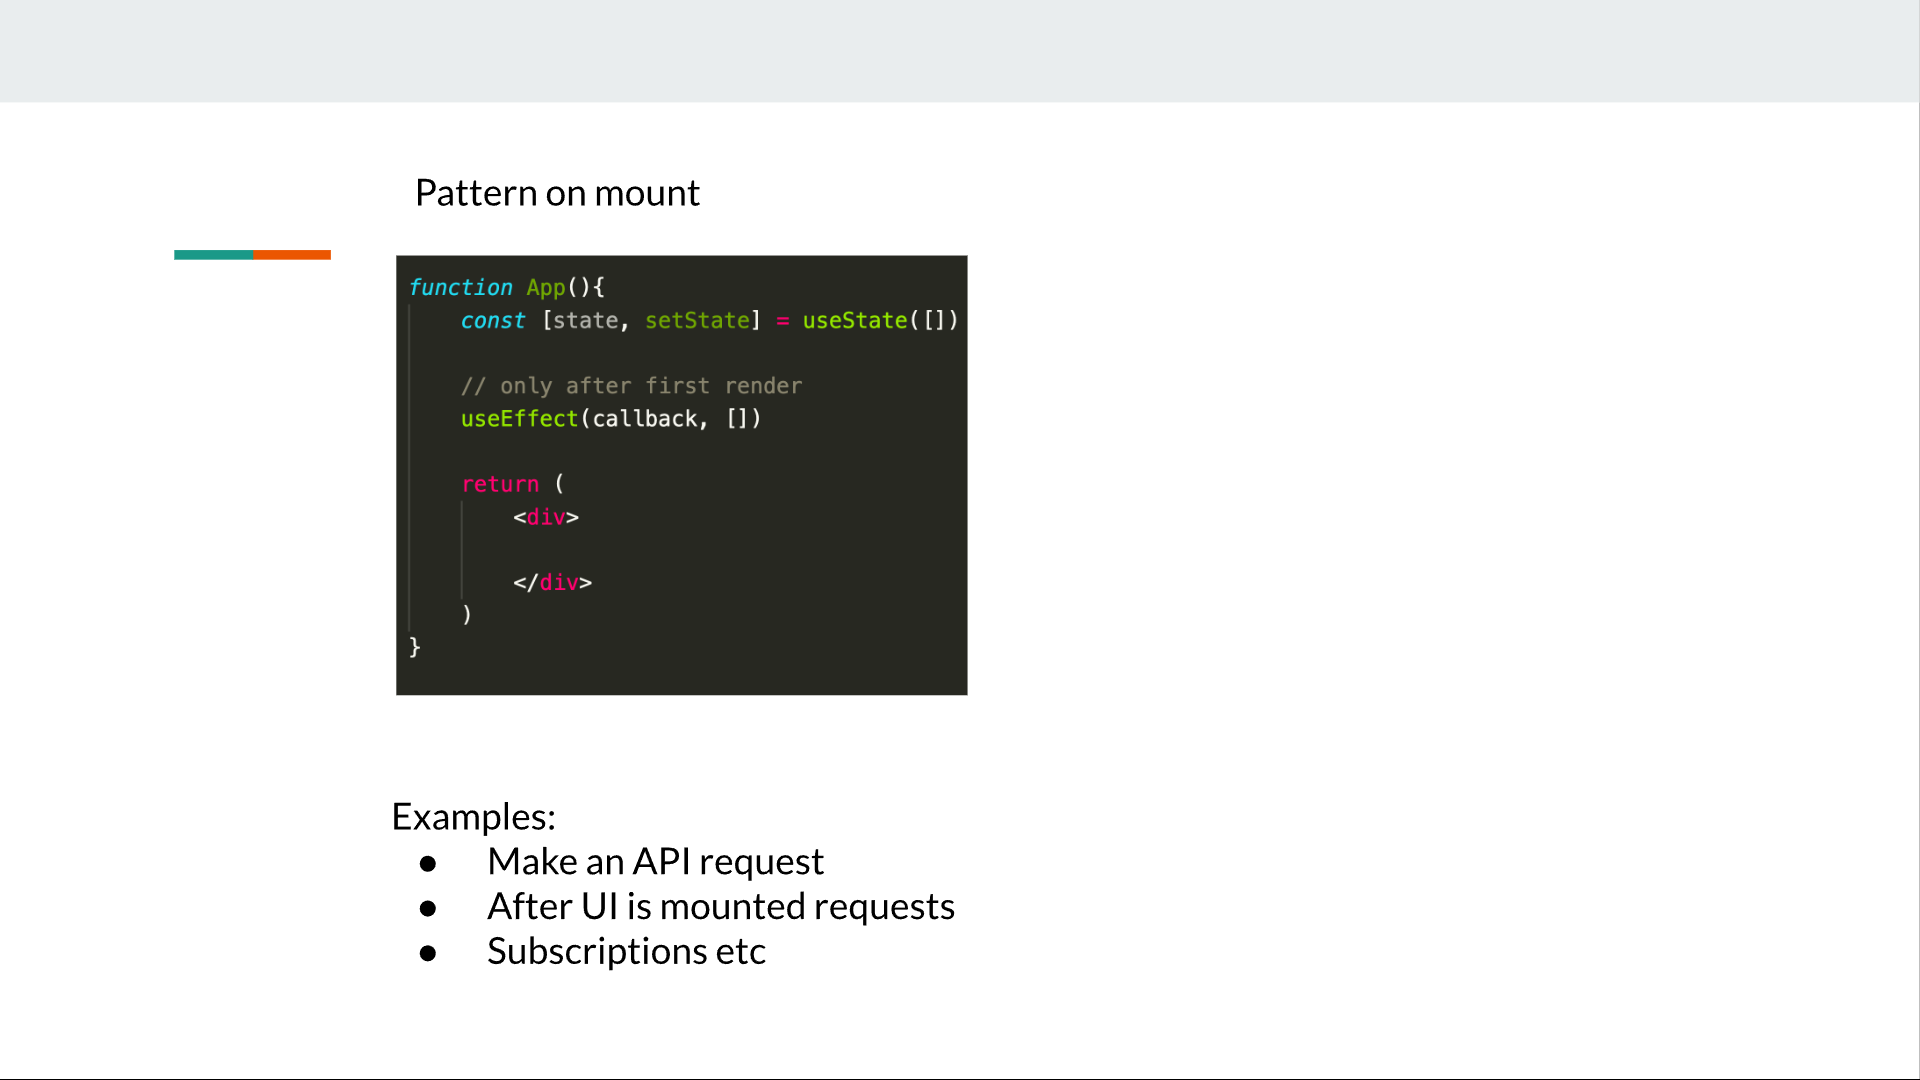 Pattern on mount
function App(){
    const [state, setState] = useState([])
    // only after first render
    useEffect(callback, [])
    return (
        <div>
        </div>
    )
}
Examples:
● Make an API request
● After UI is mounted requests
● Subscriptions etc